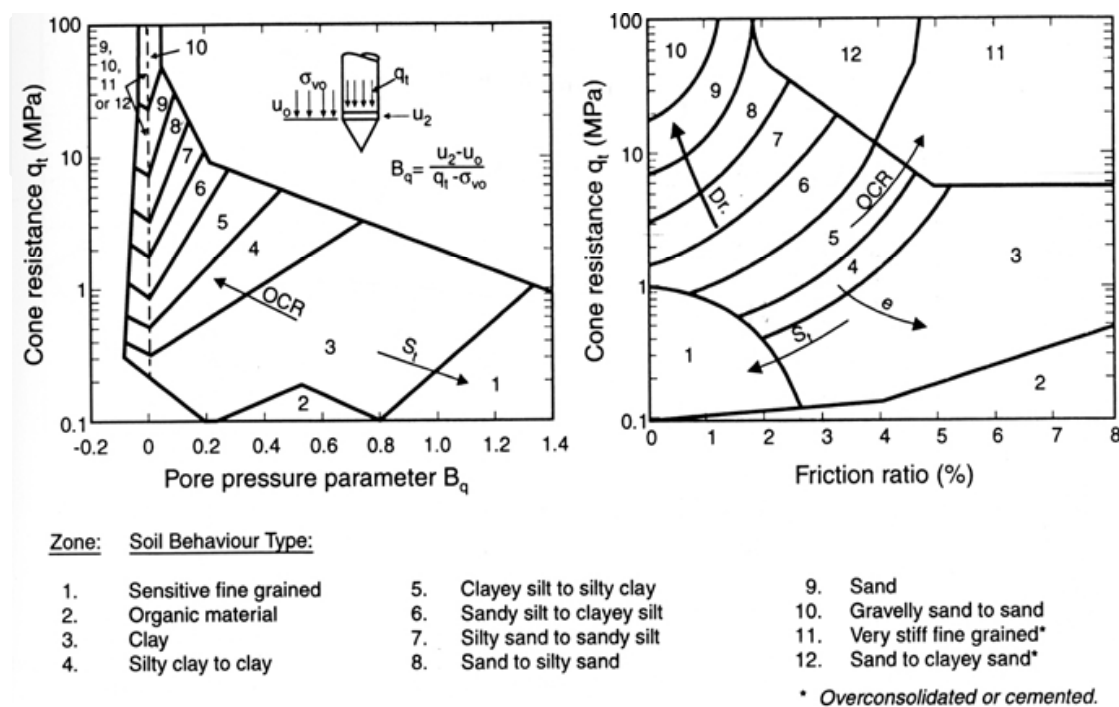 100
10
1
0.1
Cone resistance qt (MPa)
-0.2 0 0.2 0.4 0.6 0.8 1.0 1.2 1.4
Pore pressure parameter Bq
9,
10,
11
or 12
10
9
8
7
6
5
4
3
2
1
OCR
St
σvo
qt
uo
u2
Bq= u2-uo
qt -σvo
100
10
1
0.1
Cone resistance qt (MPa)
0 1 2 3 4 5 6 7 8
Friction ratio (%)
10
9
8
7
6
5
4
3
2
1
12
11
Dr.
OCR
e
St
Zone: Soil Behaviour Type:
1. Sensitive fine grained
2. Organic material
3. Clay
4. Silty clay to clay
5. Clayey silt to silty clay
6. Sandy silt to clayey silt
7. Silty sand to sandy silt
8. Sand to silty sand
9. Sand
10. Gravelly sand to sand
11. Very stiff fine grained*
12. Sand to clayey sand*
* Overconsolidated or cemented.